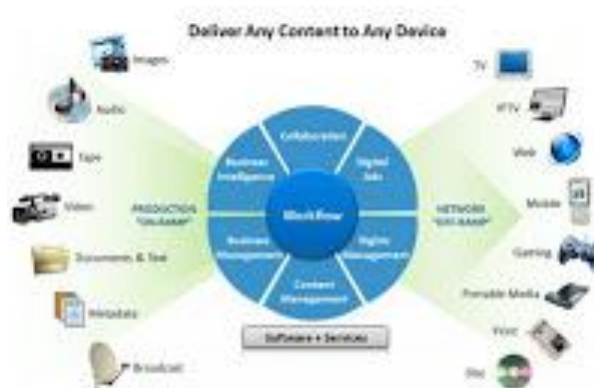 Deliver Any Content to Any Device
Images
Audio
Tape
Video
Documents & Text
Metadata
Broadcast
PRODUCTION
"ON-RAMP"
Collaboration
Business
Intelligence
Digital
Ads
Workflow
Business
Management
Rights
Management
Content
Management
Software + Services
NETWORK
"OFF-RAMP"
TV
IPTV
Web
Mobile
Gaming
Portable Media
Print
Disc